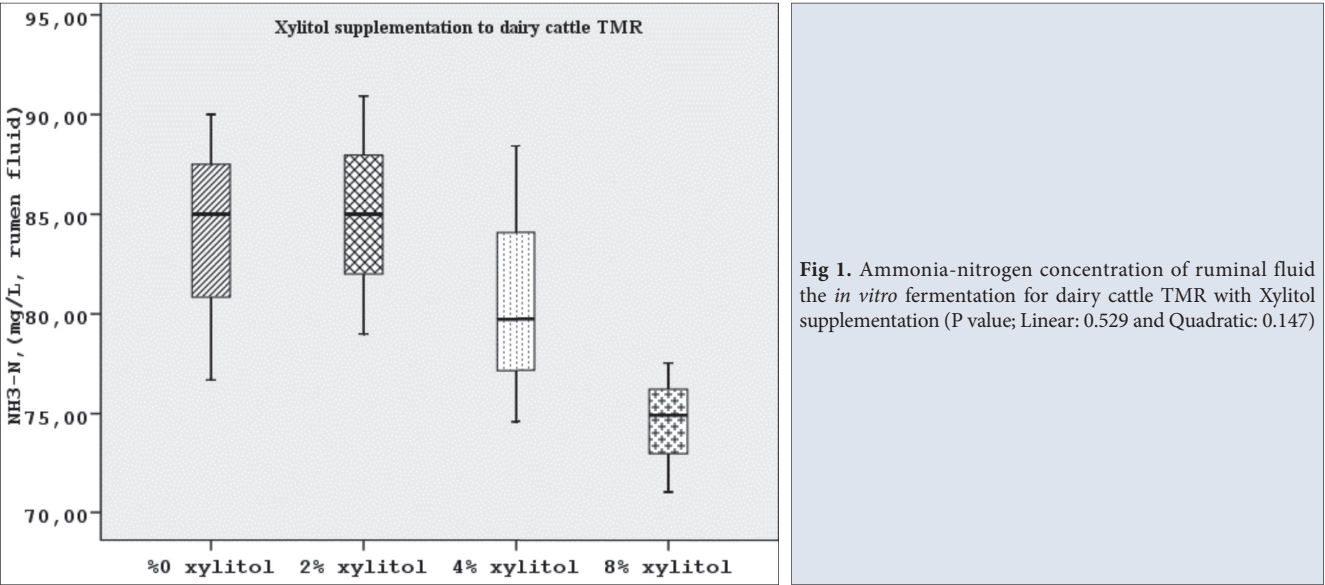 Xylitol supplementation to dairy cattle TMR
NH3-N,(mg/L, rumen fluid)
95,00
90,00
85,00
80,00
75,00
70,00
%0 xylitol 2% xylitol 4% xylitol 8% xylitol
Fig 1. Ammonia-nitrogen concentration of ruminal fluid
the in vitro fermentation for dairy cattle TMR with Xylitol
supplementation (P value; Linear: 0.529 and Quadratic: 0.147)